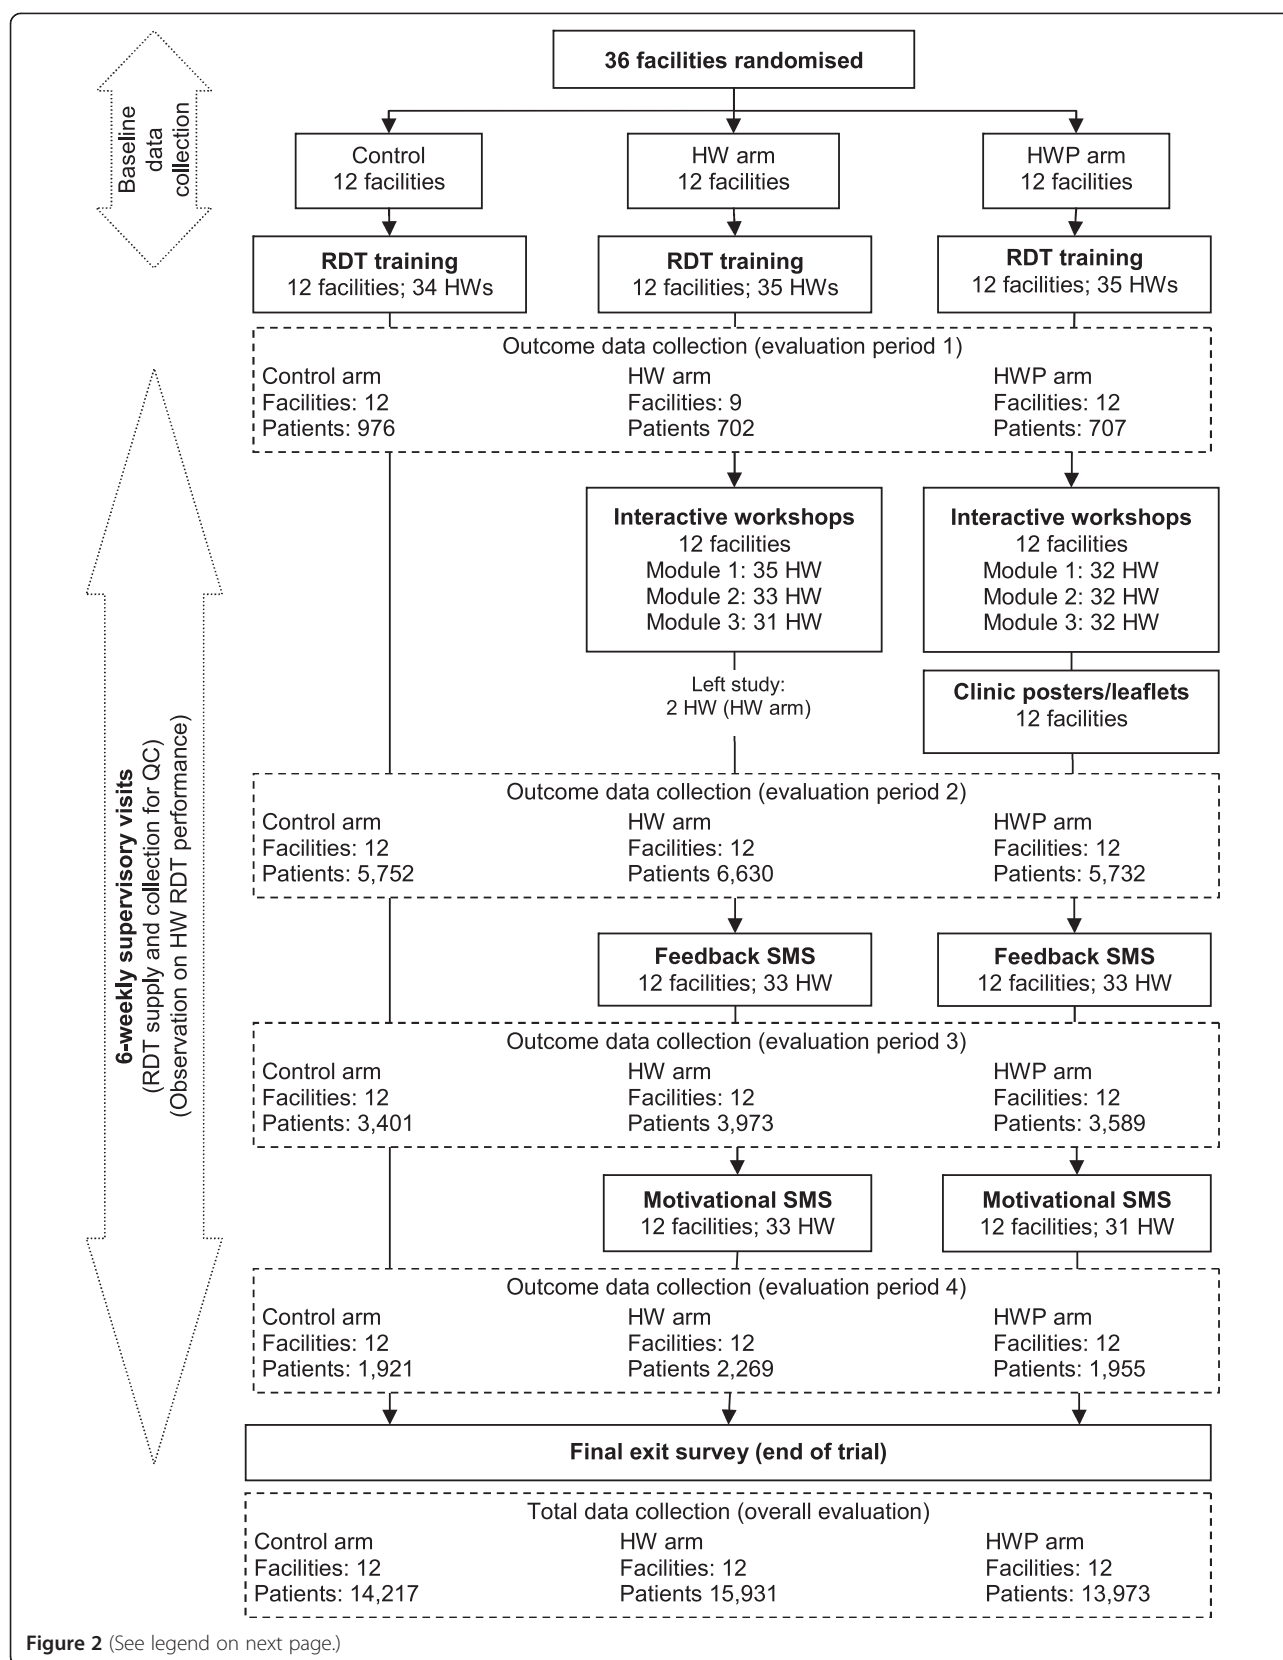 36 facilities randomised
Baseline
data
collection
Control
12 facilities
HW arm
12 facilities
HWP arm
12 facilities
RDT training
12 facilities; 34 HWs
RDT training
12 facilities; 35 HWs
RDT training
12 facilities; 35 HWs
Outcome data collection (evaluation period 1)
Control arm
Facilities: 12
Patients: 976
HW arm
Facilities: 9
Patients 702
HWP arm
Facilities: 12
Patients: 707
6-weekly supervisory visits
(RDT supply and collection for QC)
(Observation on HW RDT performance)
Interactive workshops
12 facilities
Module 1: 35 HW
Module 2: 33 HW
Module 3: 31 HW
Interactive workshops
12 facilities
Module 1: 32 HW
Module 2: 32 HW
Module 3: 32 HW
Left study:
2 HW (HW arm)
Clinic posters/leaflets
12 facilities
Outcome data collection (evaluation period 2)
Control arm
Facilities: 12
Patients: 5,752
HW arm
Facilities: 12
Patients 6,630
HWP arm
Facilities: 12
Patients: 5,732
Feedback SMS
12 facilities; 33 HW
Feedback SMS
12 facilities; 33 HW
Outcome data collection (evaluation period 3)
Control arm
Facilities: 12
Patients: 3,401
HW arm
Facilities: 12
Patients 3,973
HWP arm
Facilities: 12
Patients: 3,589
Motivational SMS
12 facilities; 33 HW
Motivational SMS
12 facilities; 31 HW
Outcome data collection (evaluation period 4)
Control arm
Facilities: 12
Patients: 1,921
HW arm
Facilities: 12
Patients 2,269
HWP arm
Facilities: 12
Patients: 1,955
Final exit survey (end of trial)
Total data collection (overall evaluation)
Control arm
Facilities: 12
Patients: 14,217
HW arm
Facilities: 12
Patients 15,931
HWP arm
Facilities: 12
Patients: 13,973
Figure 2 (See legend on next page.)